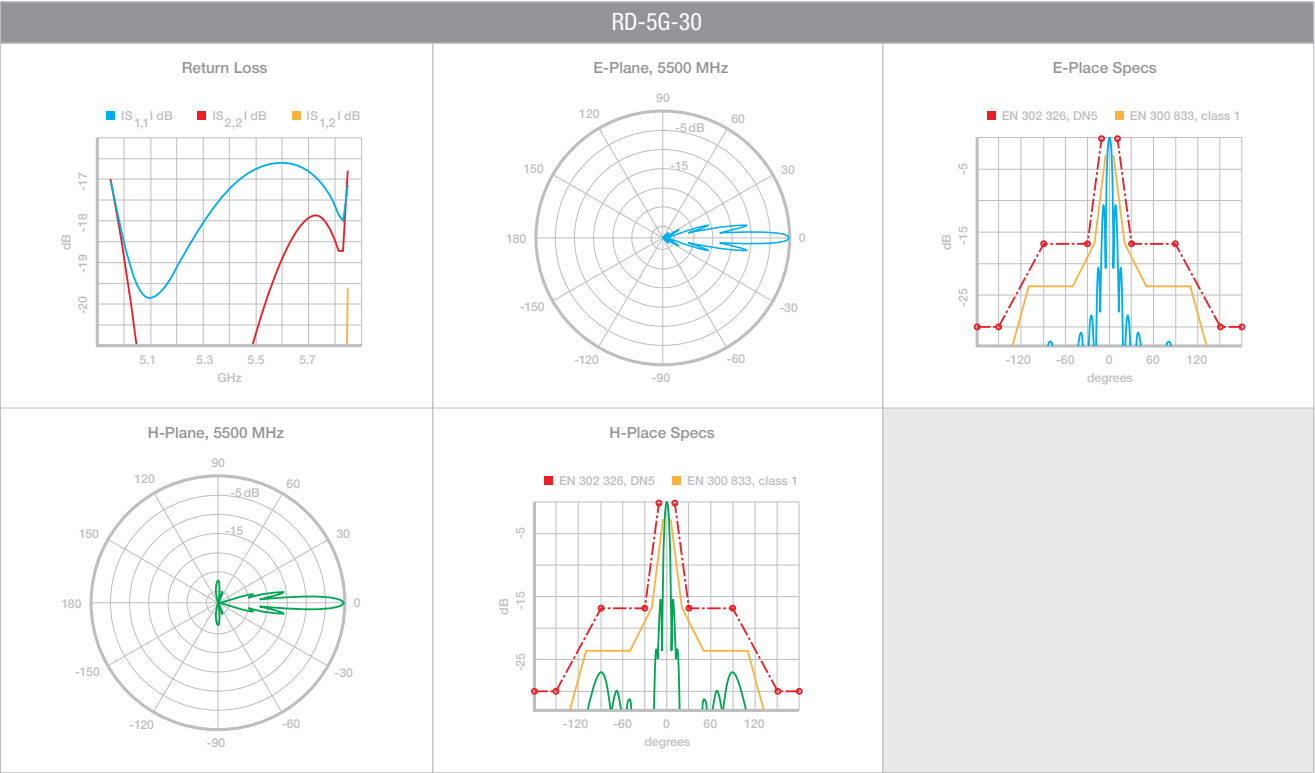 RD-5G-30
Return Loss
IS1,1I dB IS2,2I dB IS1,2I dB
-17
-18
-19
-20
dB
5.1 5.3 5.5 5.7
GHz
E-Plane, 5500 MHz
90
120 60
-5 dB
150 -15 30
180 0
-150 -30
-120 -60
-90
E-Place Specs
EN 302 326, DN5 EN 300 833, class 1
-5
-15
-25
dB
-120 -60 0 60 120
degrees
H-Plane, 5500 MHz
90
120 60
-5 dB
150 -15 30
180 0
-150 -30
-120 -60
-90
H-Place Specs
EN 302 326, DN5 EN 300 833, class 1
-5
-15
-25
dB
-120 -60 0 60 120
degrees